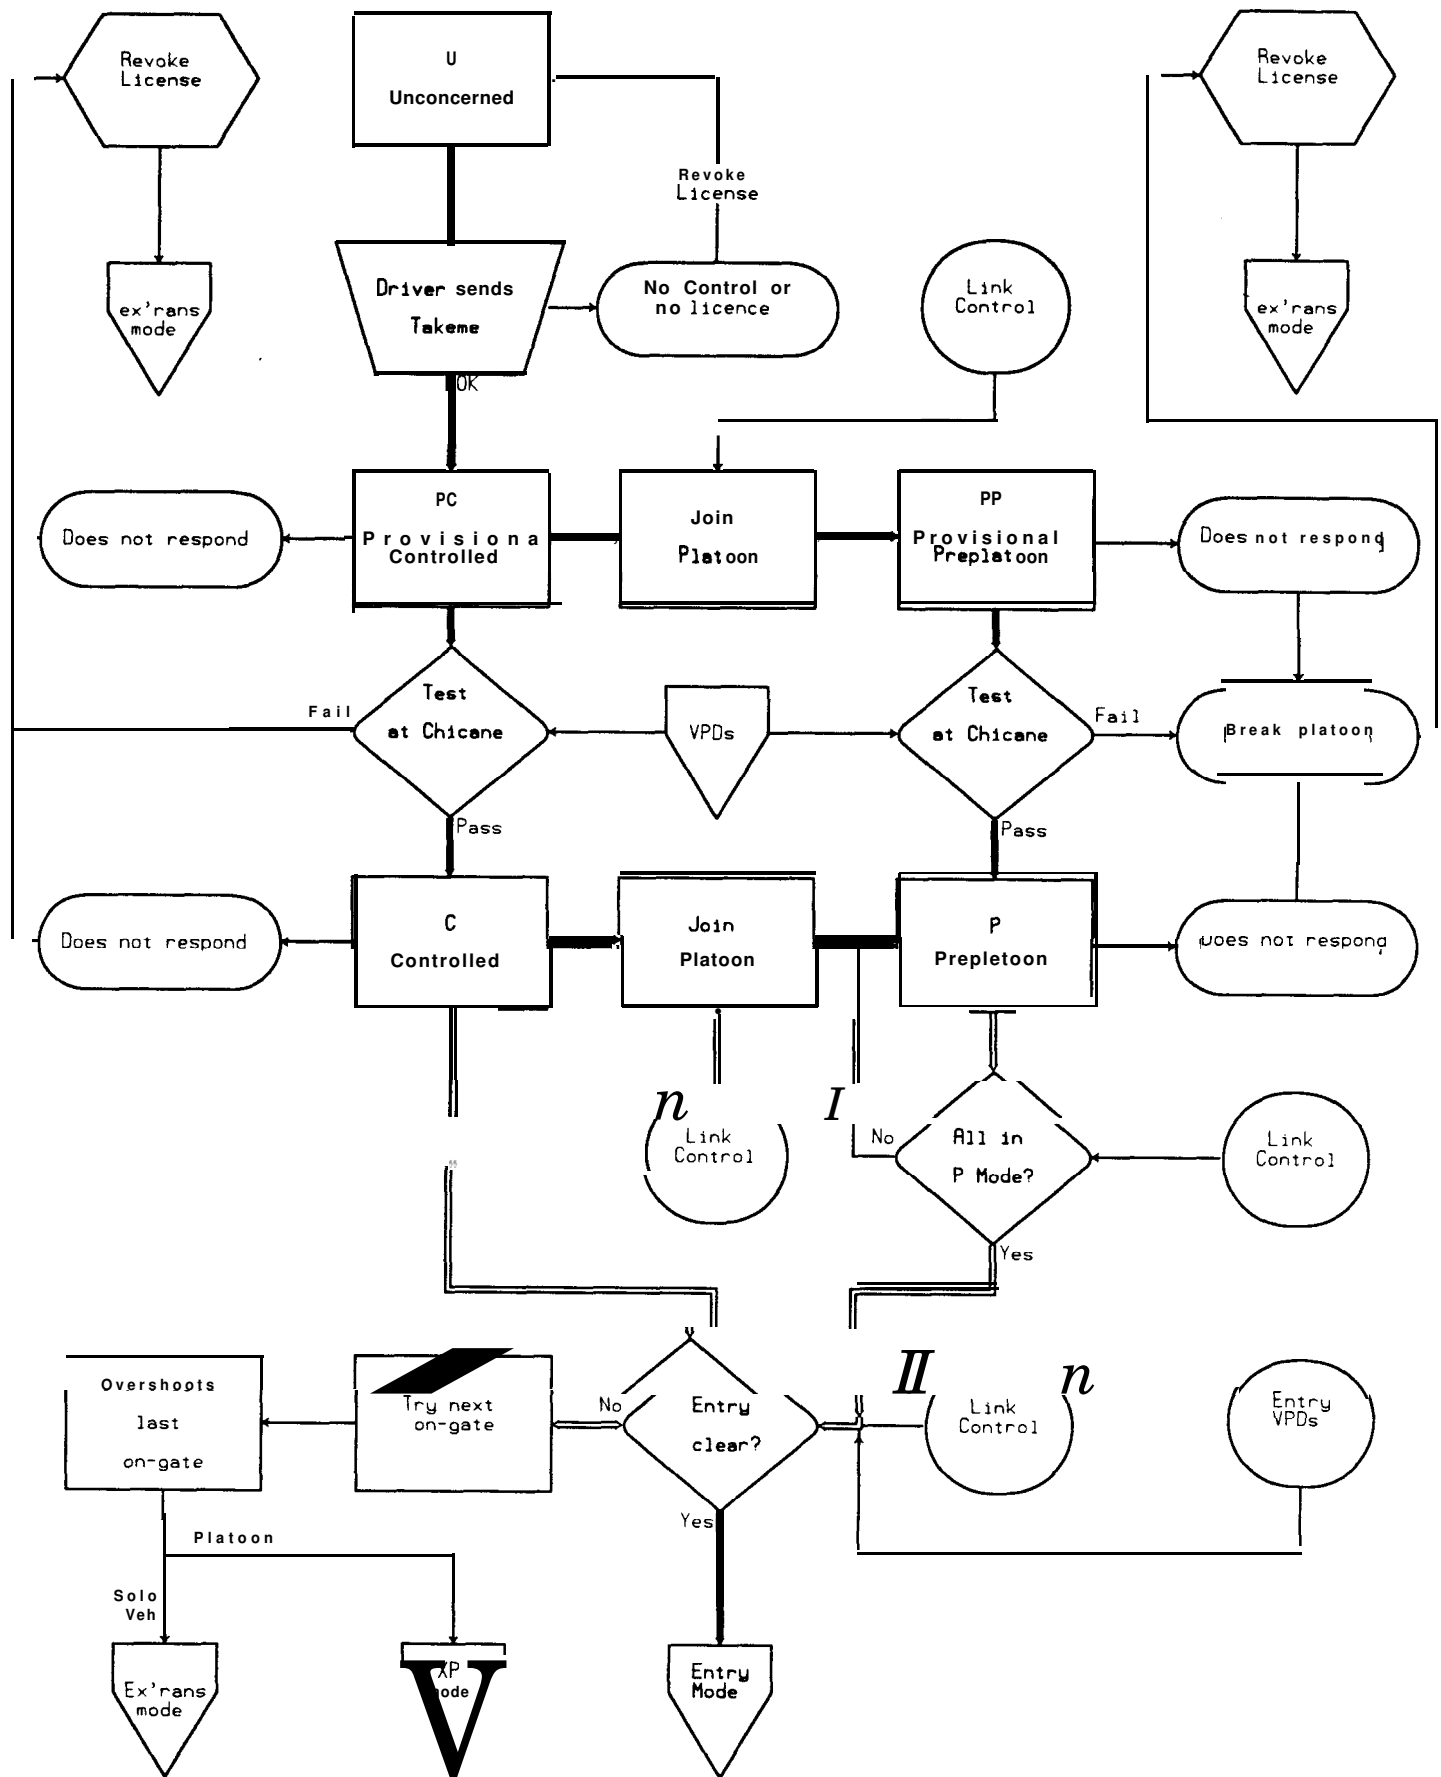 Revoke
License
U
Unconcerned
Revoke
License
Revoke
License
ex'rans
mode
Driver sends
Takeme
No Control or
no licence
Link
Control
ex'rans
mode
OK
Does not respond
PC
Provisiona
Controlled
Join
Platoon
PP
Provisional
Preplatoon
Does not respond
Fail
Test
at Chicane
VPDs
Test
at Chicane
Fail
Break platoon
Pass
Pass
Does not respond
C
Controlled
Join
Platoon
P
Prepletoon
Does not respond
n
I
Link
Control
No
All in
P Mode?
Link
Control
Yes
Overshoots
last
on-gate
Try next
on-gate
No
Entry
clear?
II
n
Link
Control
Entry
VPDs
Yes
Platoon
Solo
Veh
Ex'rans
mode
XP
mode
V
Entry
Mode